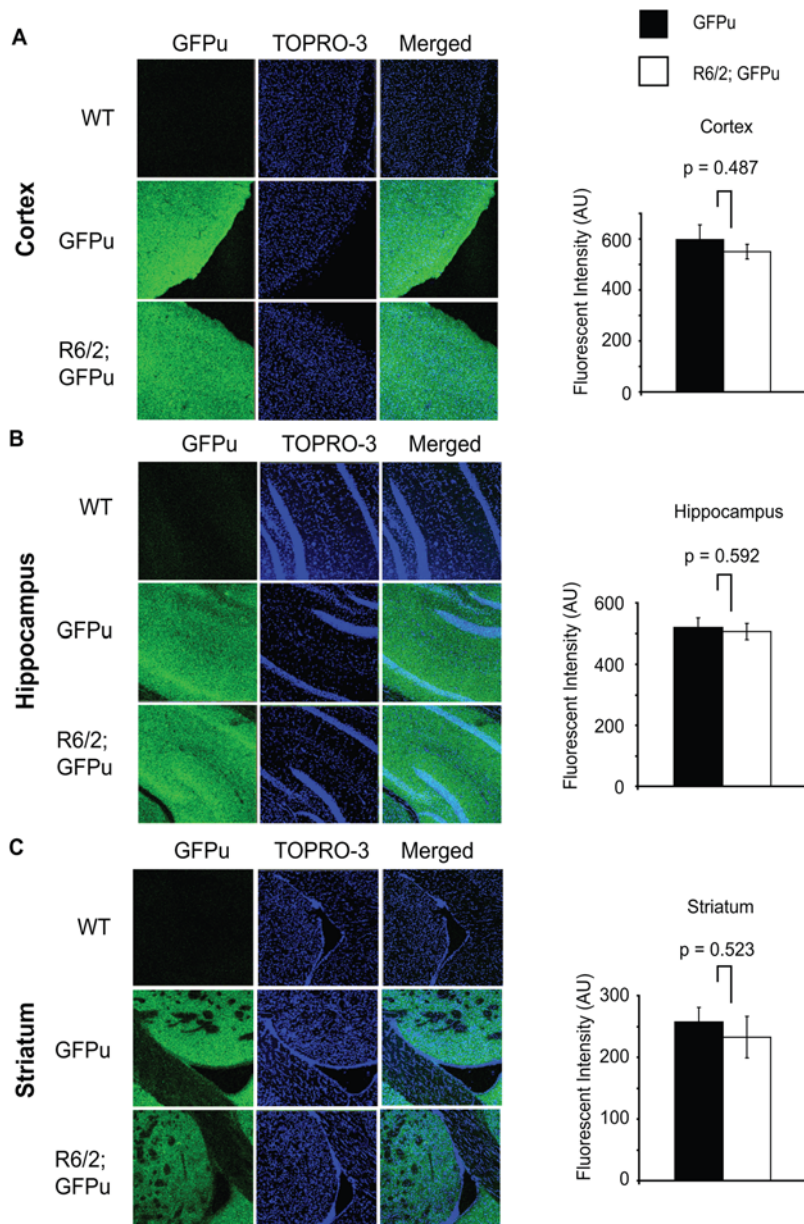 GFPu
R6/2; GFPu
A
GFPu TOPRO-3 Merged
WT
GFPu
R6/2;
GFPu
Cortex
Cortex
p = 0.487
Fluorescent Intensity (AU)
600
400
200
0
B
GFPu TOPRO-3 Merged
WT
GFPu
R6/2;
GFPu
Hippocampus
Hippocampus
p = 0.592
Fluorescent Intensity (AU)
600
400
200
0
C
GFPu TOPRO-3 Merged
WT
GFPu
R6/2;
GFPu
Striatum
Striatum
p = 0.523
Fluorescent Intensity (AU)
300
200
100
0